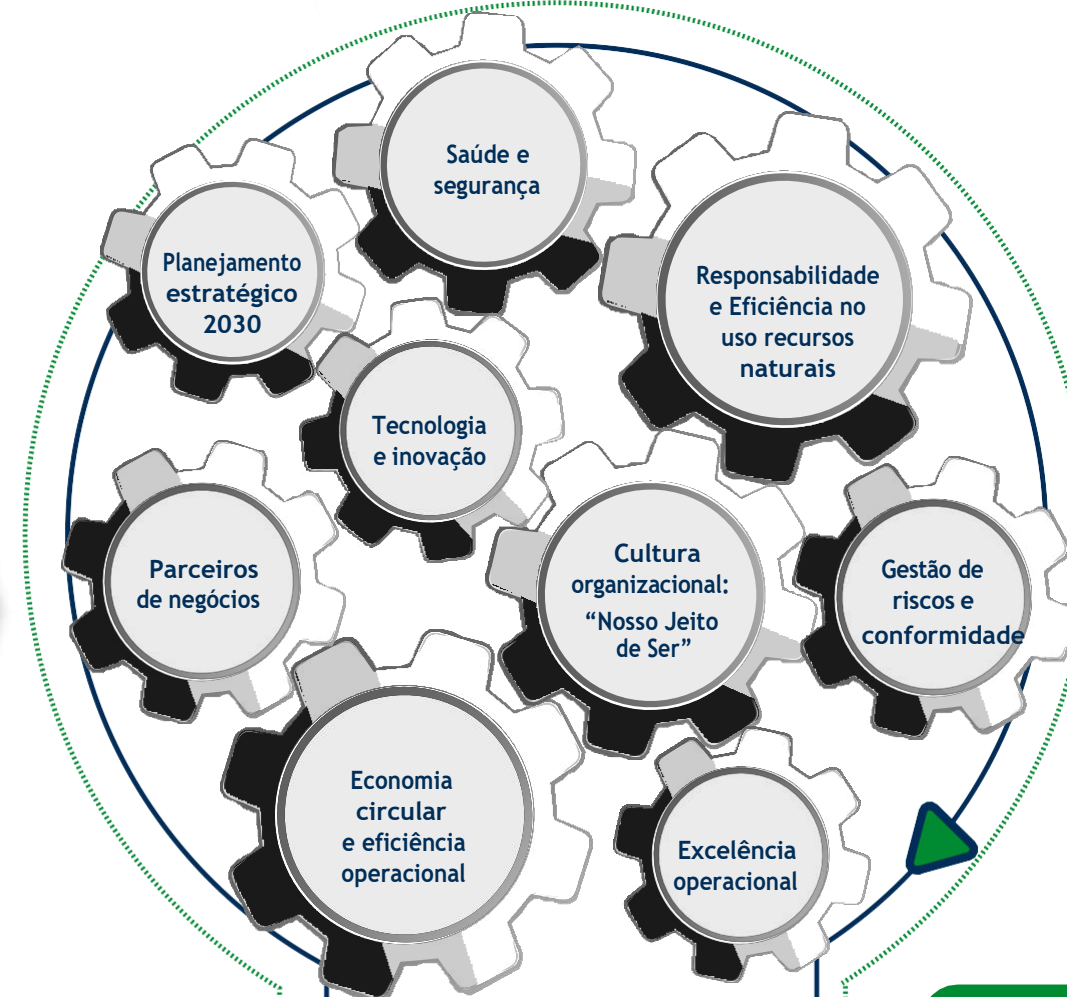 Saúde e
segurança
Planejamento
estratégico
2030
Responsabilidade
e Eficiência no
uso recursos
naturais
Tecnologia
e inovação
Parceiros
de negócios
Cultura
organizacional:
“Nosso Jeito
de Ser”
Gestão de
riscos e
conformidade
Economia
circular
e eficiência
operacional
Excelência
operacional